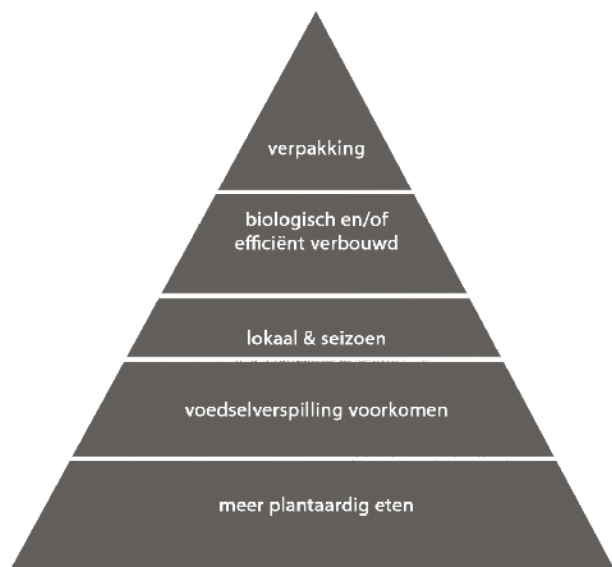 verpakking
biologisch en/of
efficiënt verbouwd
lokaal & seizoen
voedselverspilling voorkomen
meer plantaardig eten